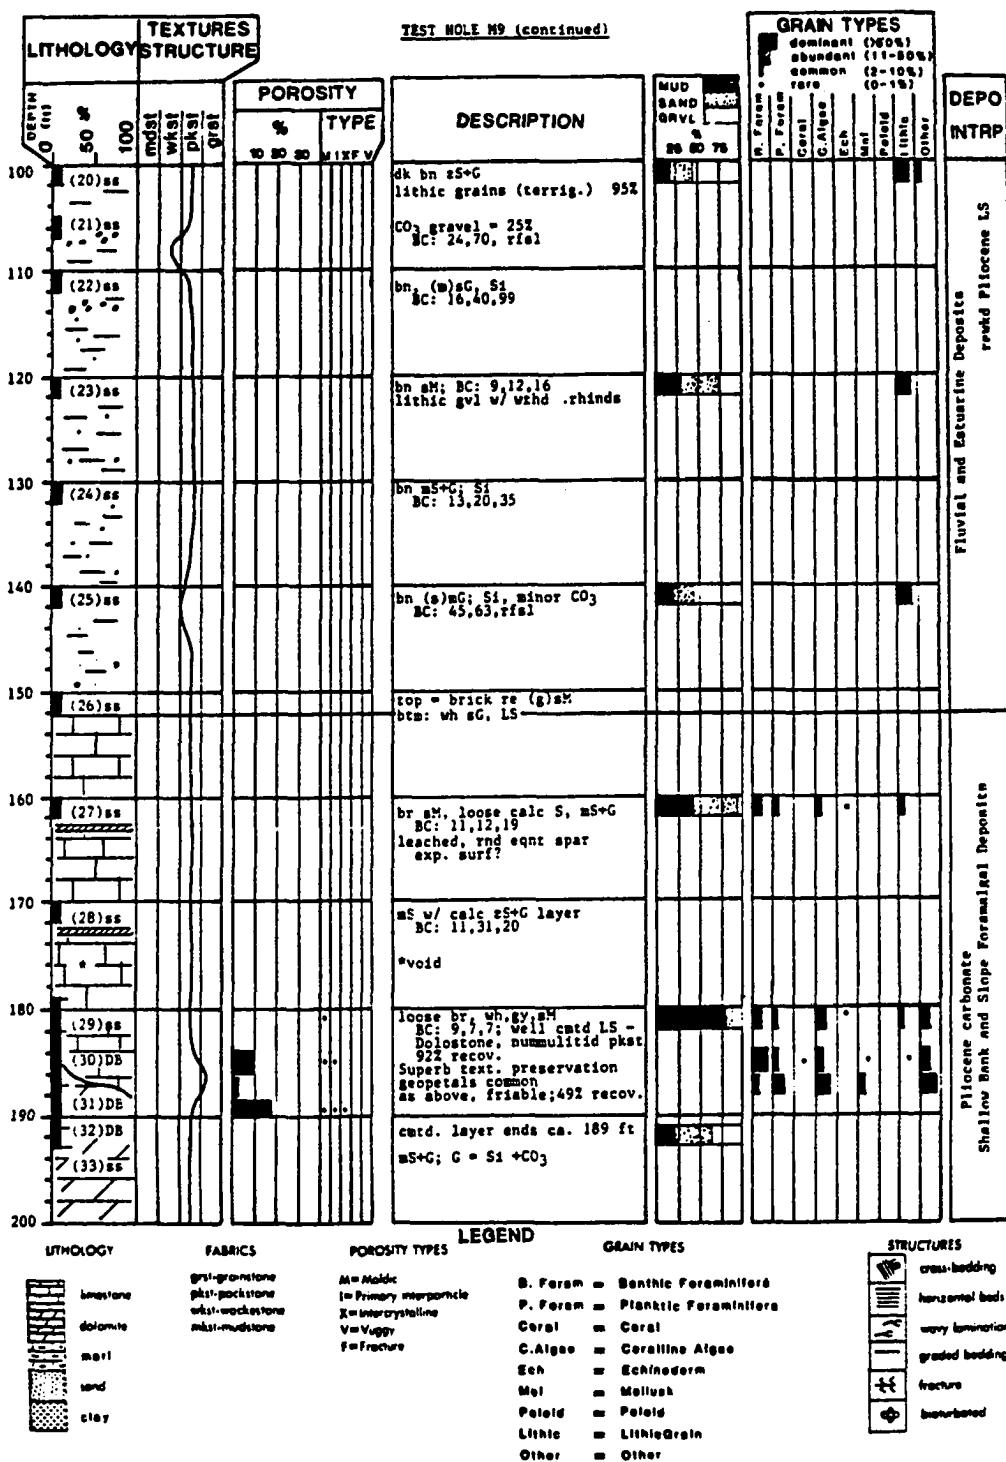 TEST HOLE M9 (continued)
LITHOLOGY
TEXTURES
STRUCTURE
DEPTH (ft)
0 50 % 100
mdst
wkst
pkst
grst
POROSITY
%
TYPE
10 20 30
M I X F V
DESCRIPTION
MUD
SAND
GRVL
%
25 50 75
GRAIN TYPES
dominant (>50%)
abundant (11-50%)
common (2-10%)
rare (0-1%)
B. Foram
P. Foram
Coral
C.Algae
Ech
Mol
Peloid
Lithic
Other
DEPO
INTRP
100
(20)ss
dk bn zS+G
lithic grains (terrig.) 95%
(21)ss
CO3 gravel = 25%
BC: 24,70, rfsl
110
(22)ss
bn, (m)sG, Si
BC: 16,40,99
120
(23)ss
bn sM; BC: 9,12,16
lithic gvl w/ wthd .rhinds
130
(24)ss
bn mS+G; Si
BC: 13,20,35
140
(25)ss
bn (s)mG; Si, minor CO3
BC: 45,63,rfsl
150
(26)ss
top = brick re (g)sM
btm: wh sG, LS
160
(27)ss
br sM, loose calc S, mS+G
BC: 11,12,19
leached, rnd eqnt spar
exp. surf?
170
(28)ss
mS w/ calc zS+G layer
BC: 11,31,20
*
*void
180
(29)ss
loose br, wh,gy,sM
BC: 9,7,7; well cmtd LS -
Dolostone, nummulitid pkst
(30)DB
92% recov.
Superb text. preservation
geopetals common
(31)DB
as above, friable;49% recov.
190
(32)DB
cmtd. layer ends ca. 189 ft
(33)ss
mS+G; G = Si +CO3
200
Fluvial and Estuarine Deposits
rewkd Pliocene LS
Pliocene carbonate
Shallow Bank and Slope Foramalgal Deposits
LEGEND
LITHOLOGY
limestone
dolomite
marl
sand
clay
FABRICS
grst-grainstone
pkst-packstone
wkst-wackestone
mkst-mudstone
POROSITY TYPES
M= Moldic
I= Primary interparticle
X= Intercrystalline
V= Vuggy
F= Fracture
GRAIN TYPES
B. Foram = Benthic Foraminifera
P. Foram = Planktic Foraminifera
Coral = Coral
C.Algae = Coralline Algae
Ech = Echinoderm
Mol = Mollusk
Peloid = Peloid
Lithic = LithicGrain
Other = Other
STRUCTURES
cross-bedding
horizontal beds
wavy lamination
graded bedding
fracture
bioturbated